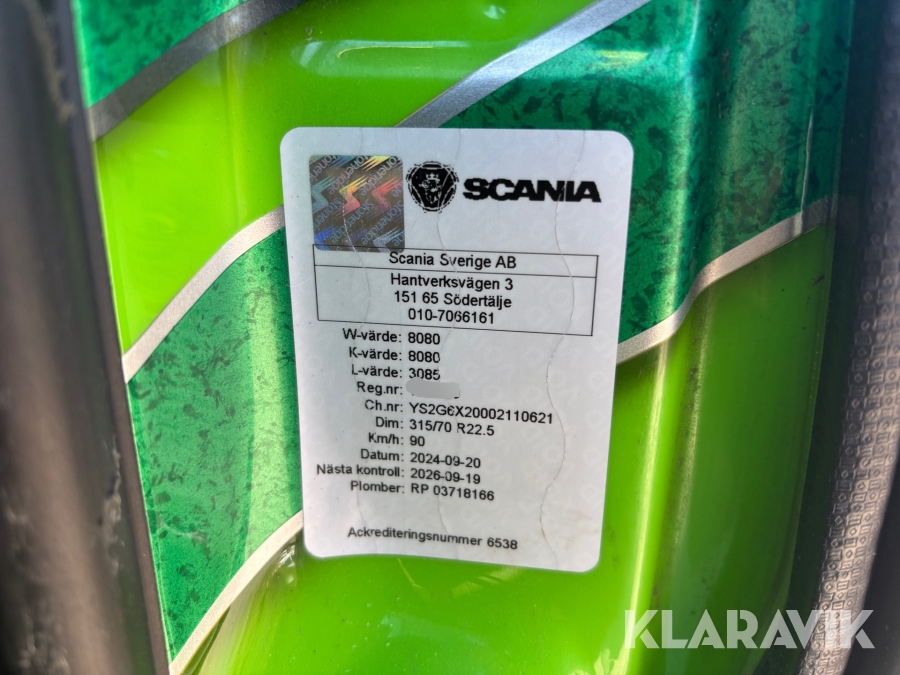 SCANIA
Scania Sverige AB
Hantverksvägen 3
151 65 Södertälje
010-7066161
W-värde: 8080
K-värde: 8080
L-värde: 3085
Reg.nr:
Ch.nr: YS2G6X20002110621
Dim: 315/70 R22.5
Km/h: 90
Datum: 2024-09-20
Nästa kontroll: 2026-09-19
Plomber: RP 03718166
Ackrediteringsnummer 6538
KLARAVIK